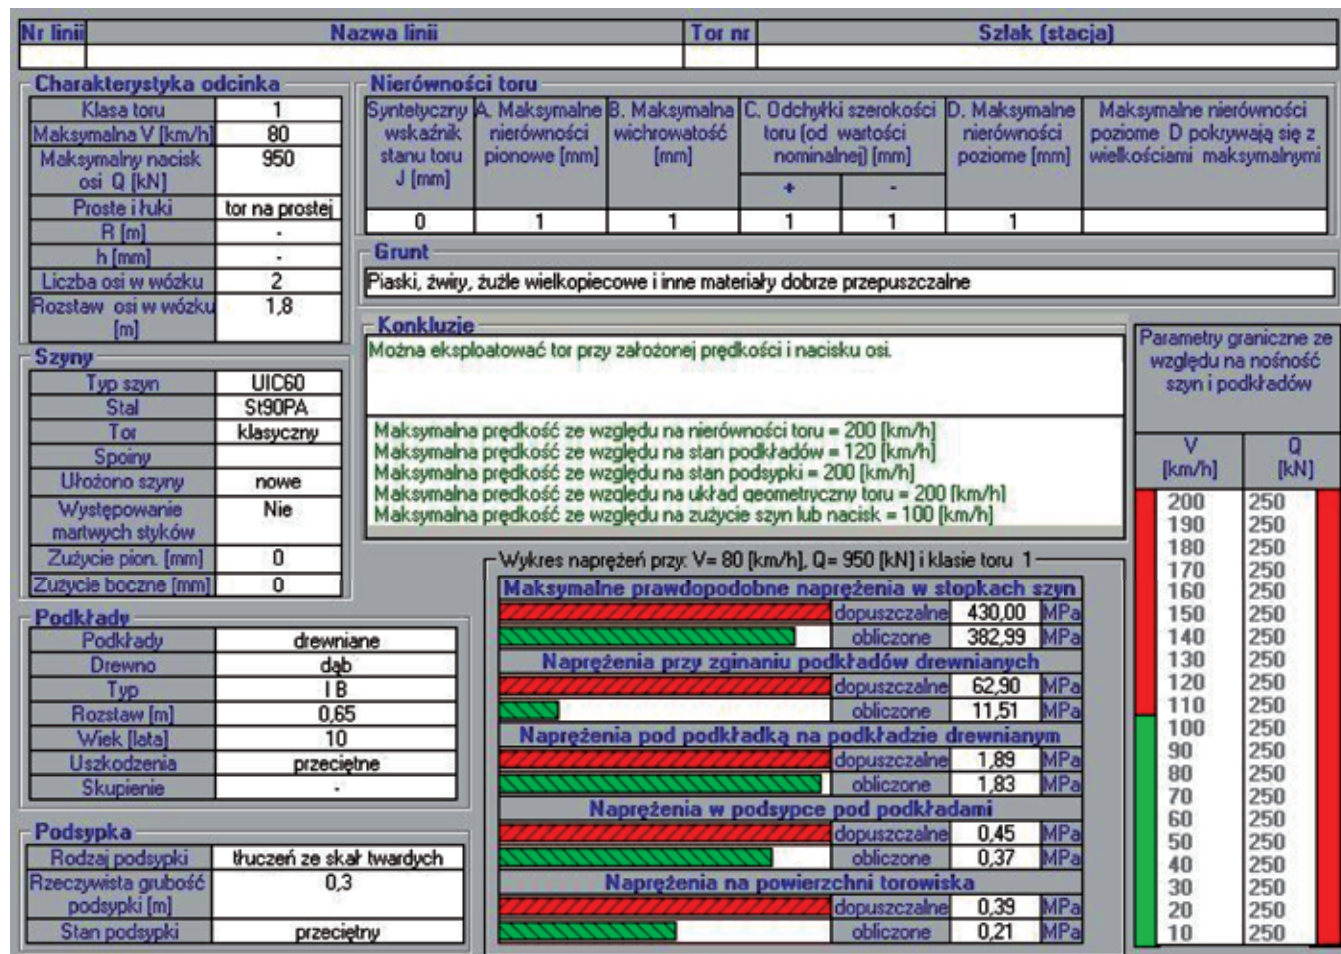 Nr linii Nazwa linii Tor nr Szlak (stacja)
Charakterystyka odcinka
Klasa toru 1
Maksymalna V [km/h] 80
Maksymalny nacisk 950
osi Q [kN]
Proste i łuki tor na prostej
R [m] -
h [mm] -
Liczba osi w wózku 2
Rozstaw osi w wózku 1,8
[m]
Nierówności toru
Syntetyczny A. Maksymalne B. Maksymalna C. Odchyłki szerokości D. Maksymalne Maksymalne nierówności
wskaźnik nierówności wichrowatość toru (od wartości nierówności poziome D pokrywają się z
stanu toru pionowe [mm] [mm] nominalnej) [mm] poziome [mm] wielkościami maksymalnymi
J [mm] + -
0 1 1 1 1 1
Grunt
Piaski, żwiry, żużle wielkopiecowe i inne materiały dobrze przepuszczalne
Szyny
Typ szyn UIC60
Stal St90PA
Tor klasyczny
Spoiny
Ułożono szyny nowe
Występowanie Nie
martwych styków
Zużycie pion. [mm] 0
Zużycie boczne [mm] 0
Konkluzje
Można eksploatować tor przy założonej prędkości i nacisku osi.
Maksymalna prędkość ze względu na nierówności toru = 200 [km/h]
Maksymalna prędkość ze względu na stan podkładów = 120 [km/h]
Maksymalna prędkość ze względu na stan podsypki = 200 [km/h]
Maksymalna prędkość ze względu na układ geometryczny toru = 200 [km/h]
Maksymalna prędkość ze względu na zużycie szyn lub nacisk = 100 [km/h]
Podkłady
Podkłady drewniane
Drewno dąb
Typ I B
Rozstaw [m] 0,65
Wiek [lata] 10
Uszkodzenia przeciętne
Skupienie -
Podsypka
Rodzaj podsypki tłuczeń ze skał twardych
Rzeczywista grubość 0,3
podsypki [m]
Stan podsypki przeciętny
Wykres naprężeń przy: V= 80 [km/h], Q= 950 [kN] i klasie toru 1
Maksymalne prawdopodobne naprężenia w stopkach szyn
dopuszczalne 430,00 MPa
obliczone 382,99 MPa
Naprężenia przy zginaniu podkładów drewnianych
dopuszczalne 62,90 MPa
obliczone 11,51 MPa
Naprężenia pod podkładką na podkładzie drewnianym
dopuszczalne 1,89 MPa
obliczone 1,83 MPa
Naprężenia w podsypce pod podkładami
dopuszczalne 0,45 MPa
obliczone 0,37 MPa
Naprężenia na powierzchni torowiska
dopuszczalne 0,39 MPa
obliczone 0,21 MPa
Parametry graniczne ze
względu na nośność
szyn i podkładów
V Q
[km/h] [kN]
200 250
190 250
180 250
170 250
160 250
150 250
140 250
130 250
120 250
110 250
100 250
90 250
80 250
70 250
60 250
50 250
40 250
30 250
20 250
10 250